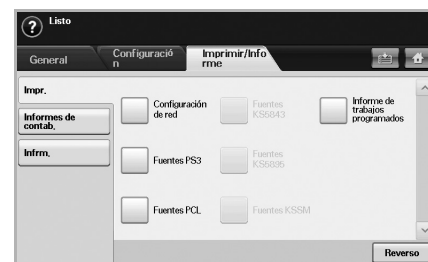 Listo
General
Configuració
n
Imprimir/Info
rme
Impr.
Informes de
contab.
Infrm.
Configuración
de red
Fuentes
KS5843
Informe de
trabajos
programados
Fuentes PS3
Fuentes
KS5895
Fuentes PCL
Fuentes KSSM
Reverso